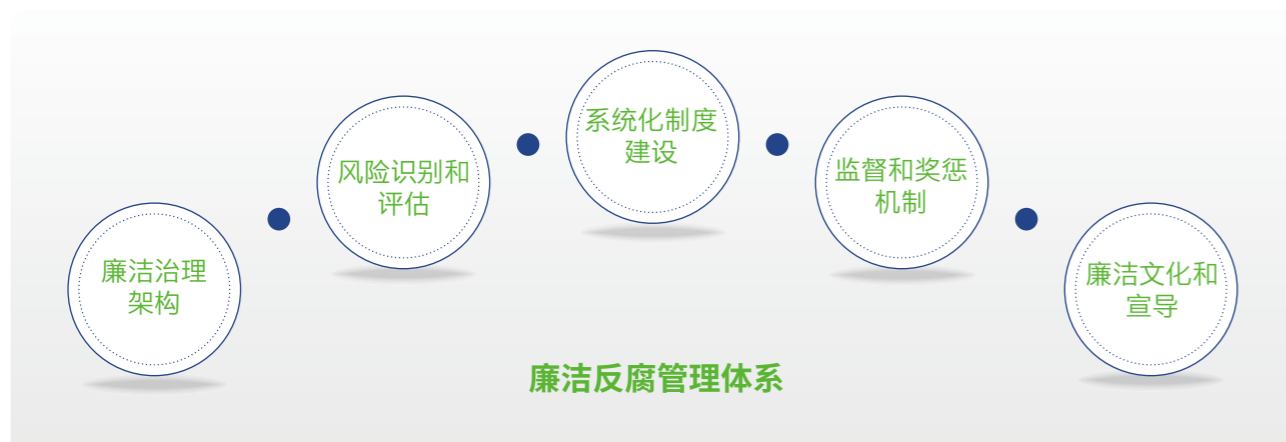 廉洁治理
架构
风险识别和
评估
系统化制度
建设
监督和奖惩
机制
廉洁文化和
宣导
廉洁反腐管理体系